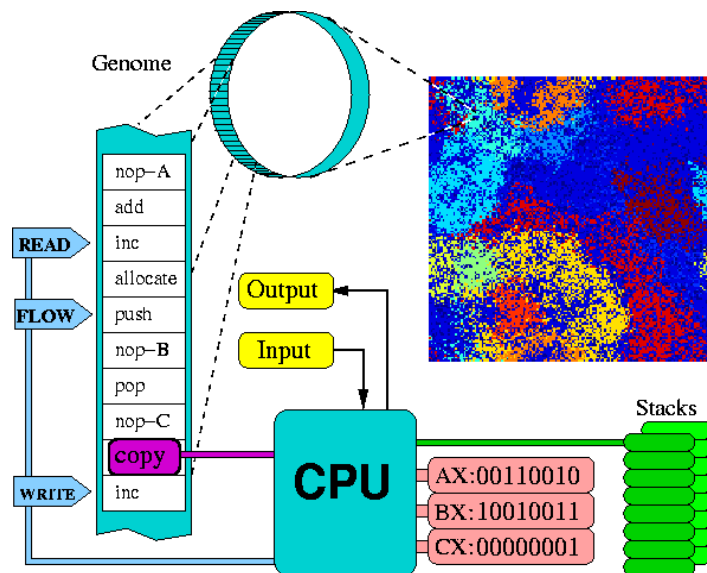 Genome
nop-A
add
READ
inc
allocate
Output
FLOW
push
nop-B
Input
pop
nop-C
Stacks
copy
CPU
AX:00110010
WRITE
inc
BX:10010011
CX:00000001